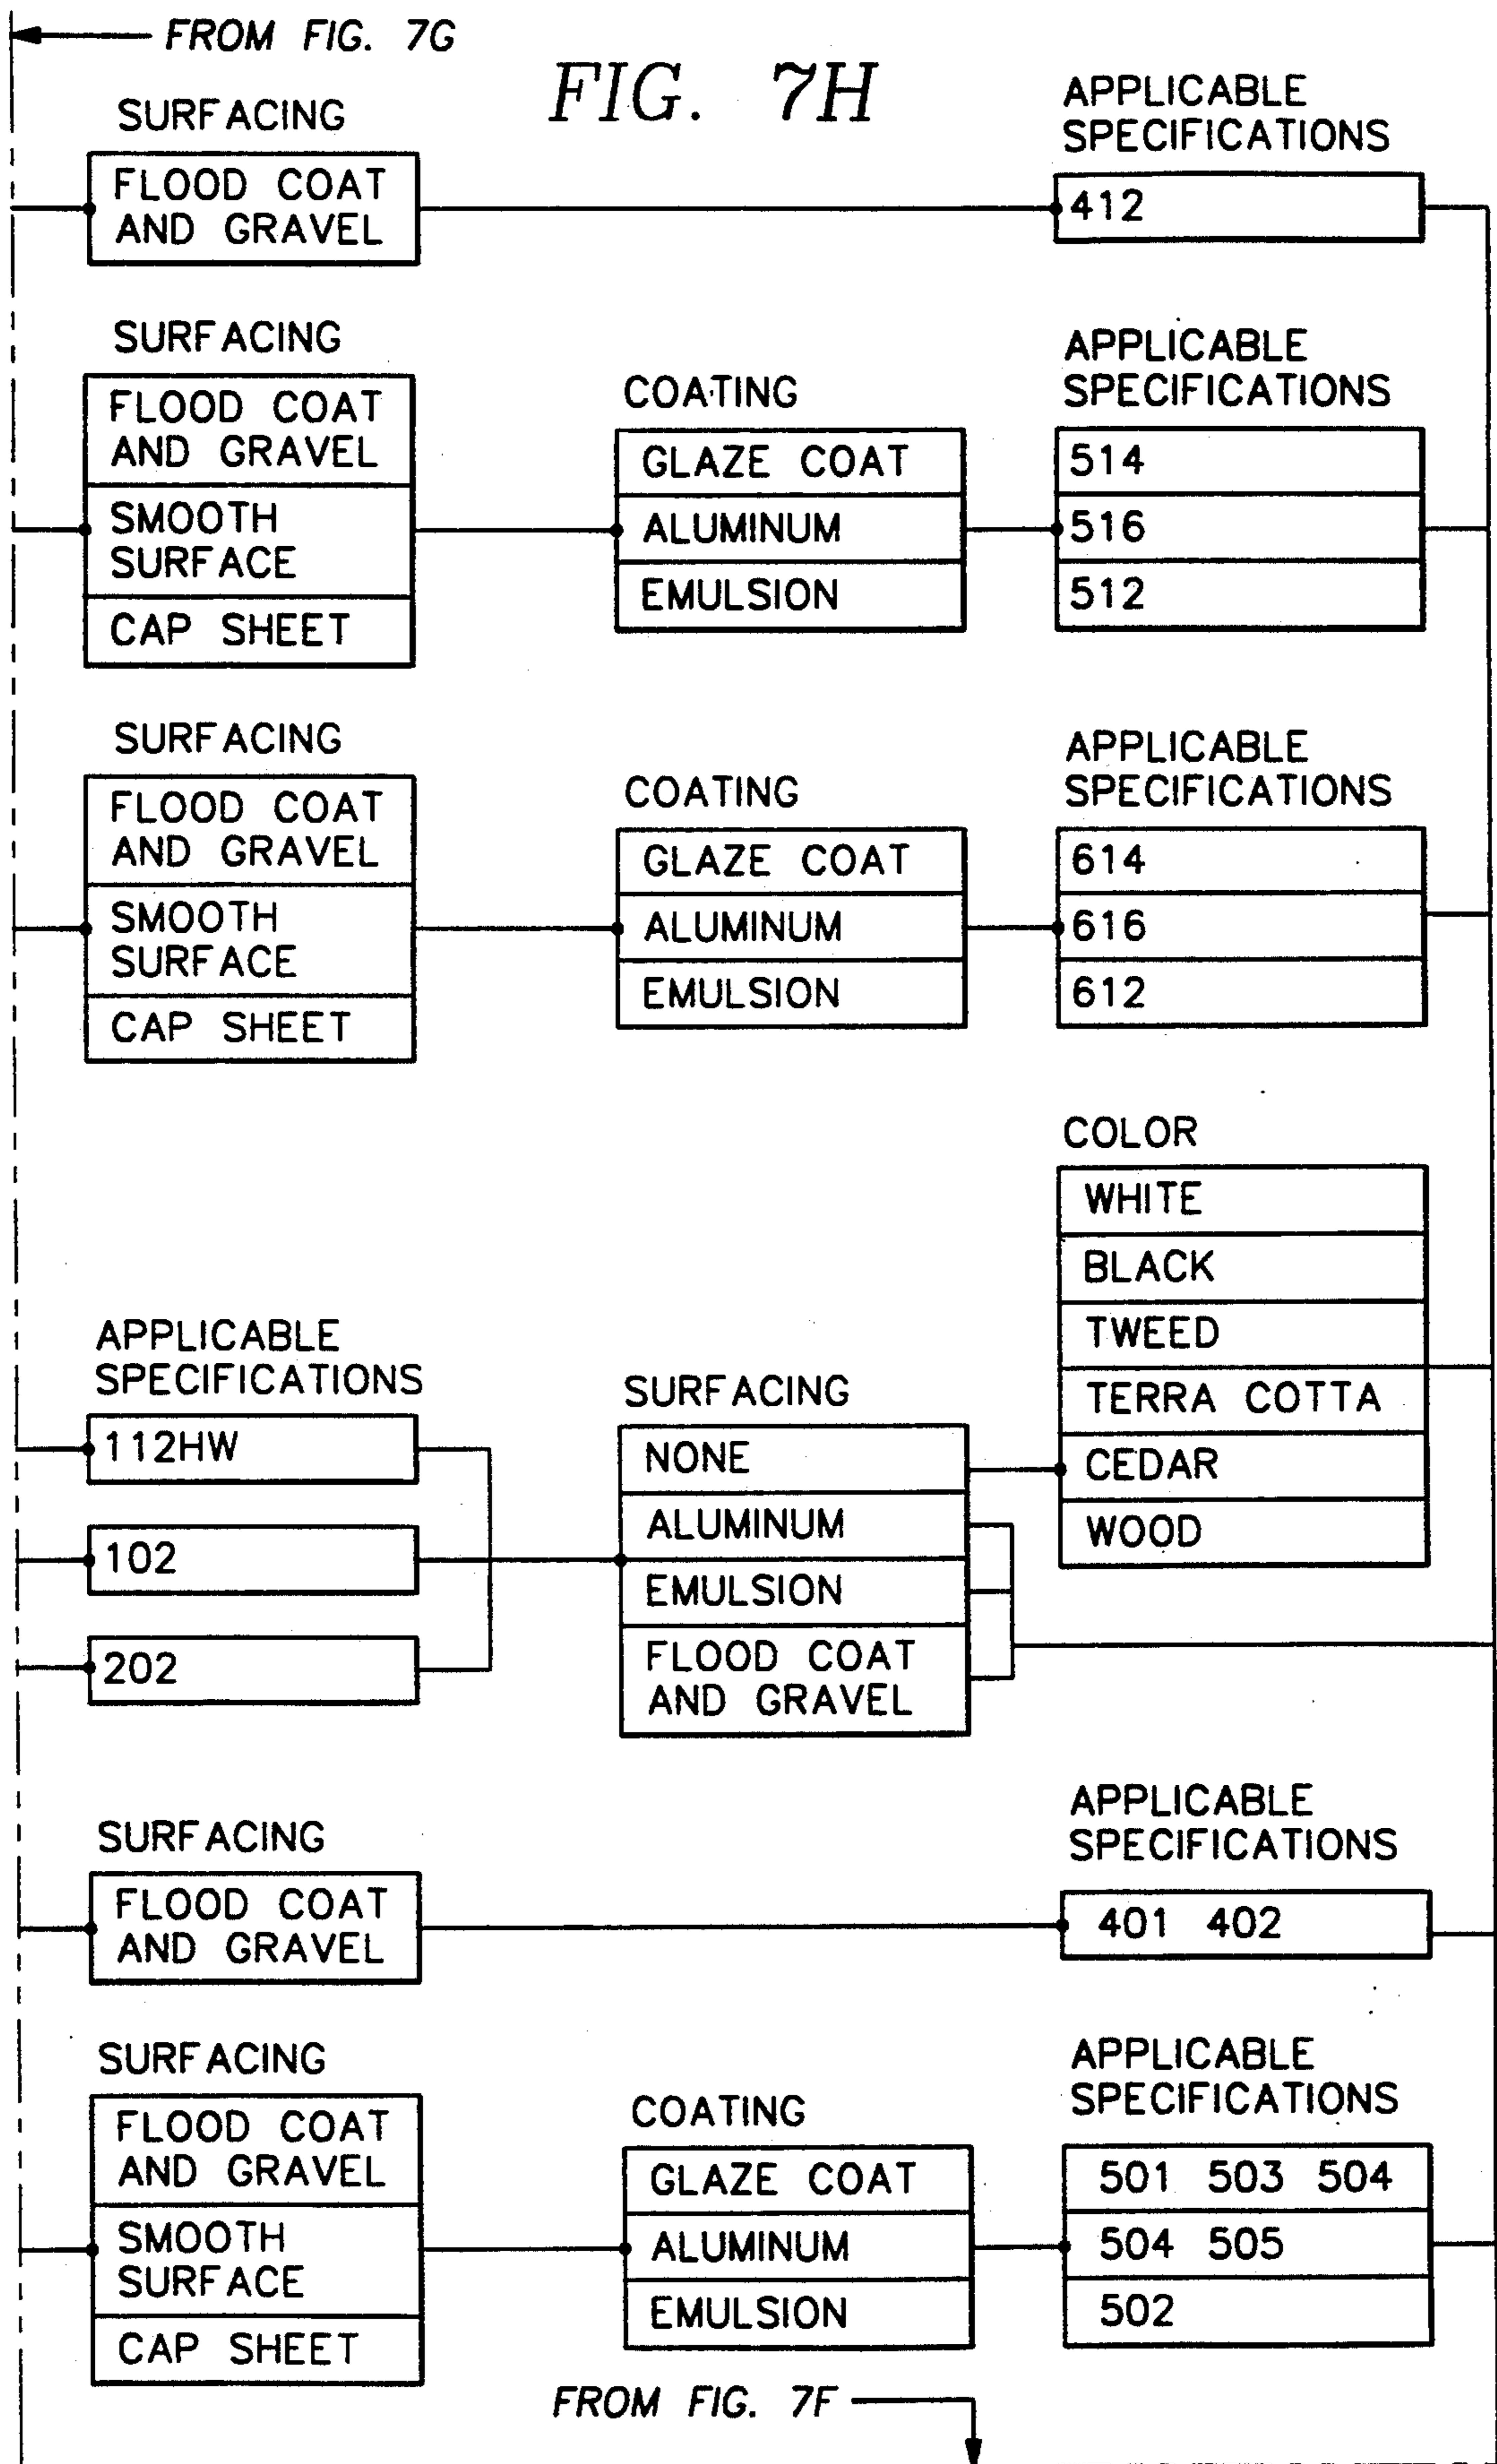 FROM FIG. 7G
FIG. 7H
SURFACING
FLOOD COAT
AND GRAVEL
APPLICABLE
SPECIFICATIONS
412
SURFACING
FLOOD COAT
AND GRAVEL
SMOOTH
SURFACE
CAP SHEET
COATING
GLAZE COAT
ALUMINUM
EMULSION
APPLICABLE
SPECIFICATIONS
514
516
512
SURFACING
FLOOD COAT
AND GRAVEL
SMOOTH
SURFACE
CAP SHEET
COATING
GLAZE COAT
ALUMINUM
EMULSION
APPLICABLE
SPECIFICATIONS
614
616
612
APPLICABLE
SPECIFICATIONS
112HW
102
202
SURFACING
NONE
ALUMINUM
EMULSION
FLOOD COAT
AND GRAVEL
COLOR
WHITE
BLACK
TWEED
TERRA COTTA
CEDAR
WOOD
SURFACING
FLOOD COAT
AND GRAVEL
APPLICABLE
SPECIFICATIONS
401 402
SURFACING
FLOOD COAT
AND GRAVEL
SMOOTH
SURFACE
CAP SHEET
COATING
GLAZE COAT
ALUMINUM
EMULSION
APPLICABLE
SPECIFICATIONS
501 503 504
504 505
502
FROM FIG. 7F